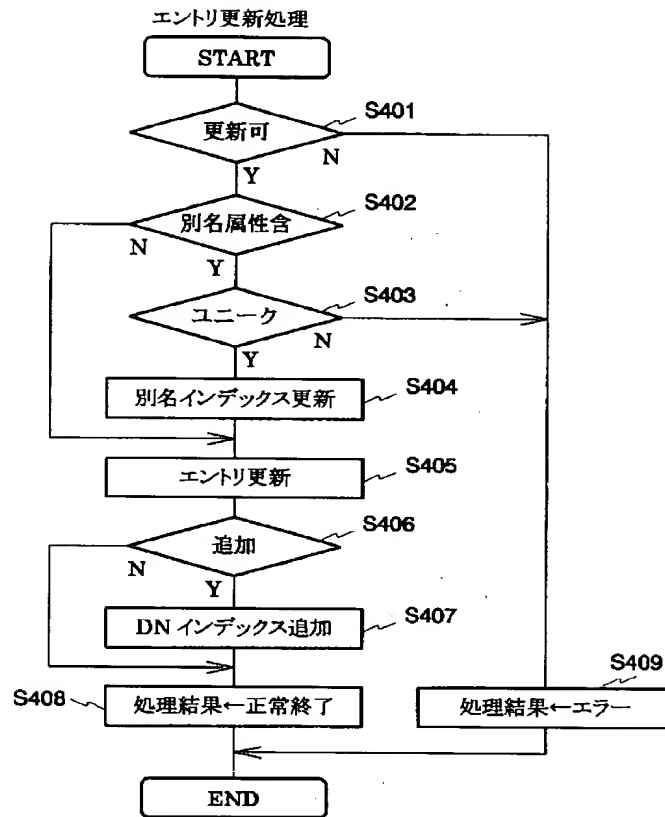 エントリ更新処理
START
更新可
S401
N
Y
別名属性含
S402
N
Y
ユニーク
S403
N
Y
別名インデックス更新
S404
エントリ更新
S405
追加
S406
N
Y
DN インデックス追加
S407
処理結果←正常終了
S408
処理結果←エラー
S409
END